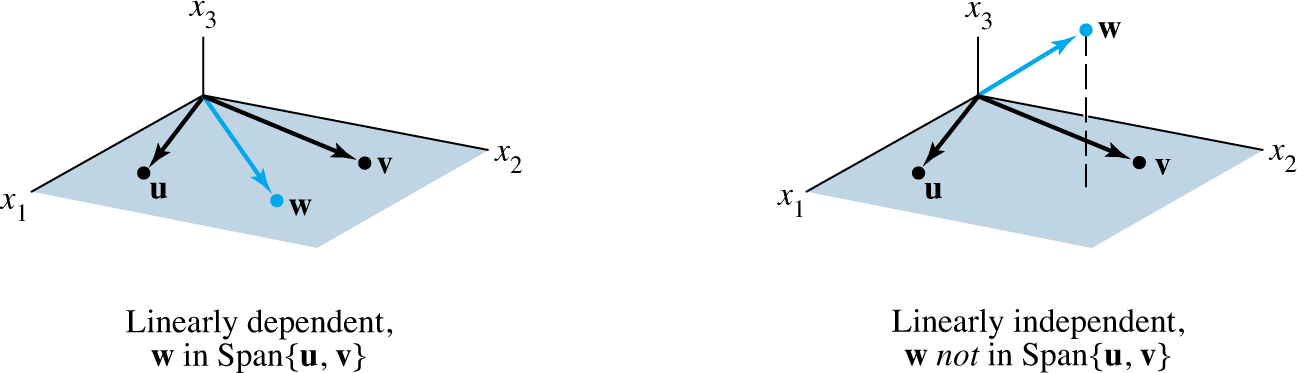 x3
x1
x2
u
v
w
Linearly dependent,
w in Span{u, v}
x3
x1
x2
u
v
w
Linearly independent,
w not in Span{u, v}